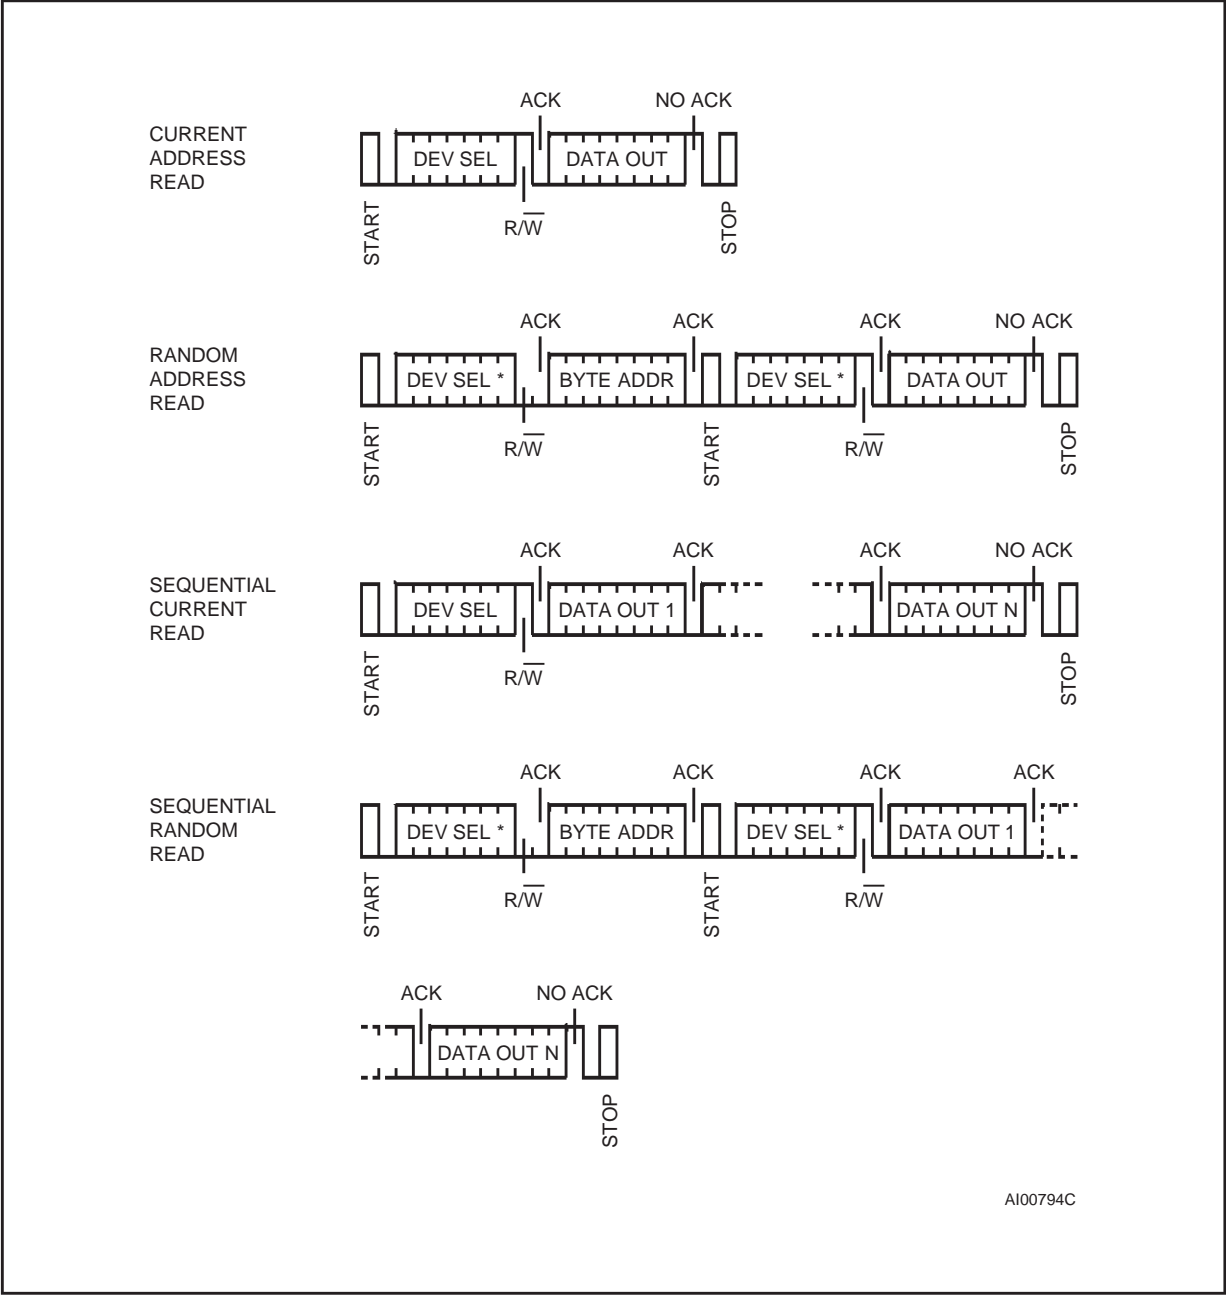 ACK NO ACK
CURRENT
ADDRESS
READ
DEV SEL DATA OUT
START R/W̅ STOP
ACK ACK ACK NO ACK
RANDOM
ADDRESS
READ
DEV SEL * BYTE ADDR DEV SEL * DATA OUT
START R/W̅ START R/W̅ STOP
ACK ACK ACK NO ACK
SEQUENTIAL
CURRENT
READ
DEV SEL DATA OUT 1 DATA OUT N
START R/W̅ STOP
ACK ACK ACK ACK
SEQUENTIAL
RANDOM
READ
DEV SEL * BYTE ADDR DEV SEL * DATA OUT 1
START R/W̅ START R/W̅
ACK NO ACK
DATA OUT N
STOP
AI00794C